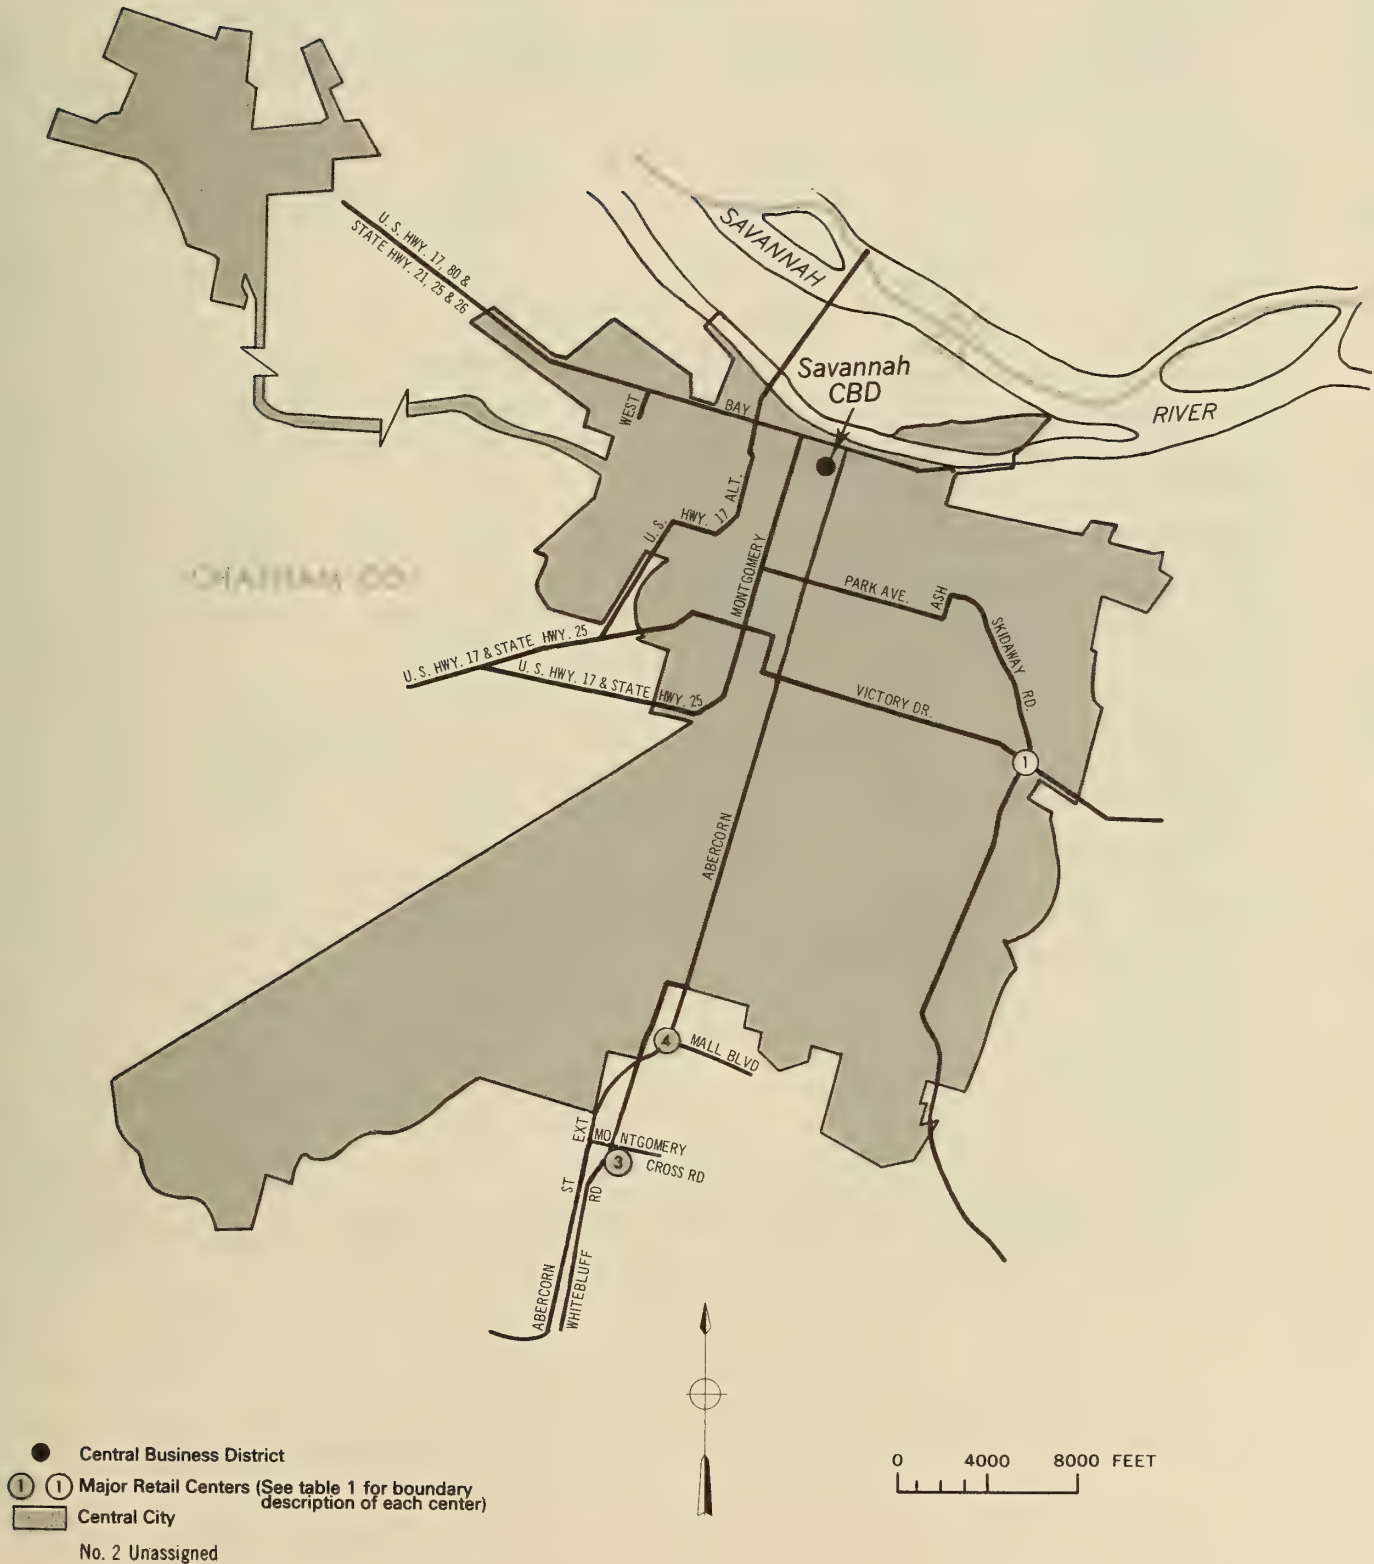 U. S. HWY. 17, 80 &
STATE HWY. 21, 25 & 26
SAVANNAH
RIVER
Savannah
CBD
WEST
BAY
U. S. HWY. 17 ALT.
CHATHAM CO
MONTGOMERY
PARK AVE.
ASH
SKIDAWAY RD.
U. S. HWY. 17 & STATE HWY. 25
U. S. HWY. 17 & STATE HWY. 25
VICTORY DR.
1
ABERCORN
4
MALL BLVD
MONTGOMERY
CROSS RD
3
ABERCORN ST EXT
WHITEBLUFF RD
Central Business District
1 1 Major Retail Centers (See table 1 for boundary
description of each center)
Central City
No. 2 Unassigned
0 4000 8000 FEET